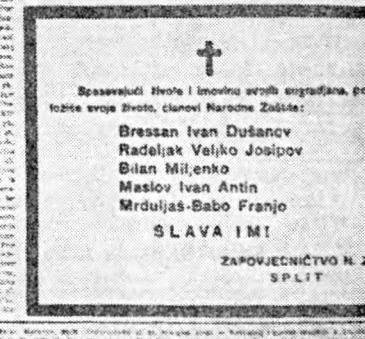 Spasavajući živote i imovinu svojih sugradjana, po
ložiše svoje živote, članovi Narodne Zaštite:
Bressan Ivan Dušanov
Radeljak Veljko Josipov
Bilan Miljenko
Maslov Ivan Antin
Mrduljaš-Babo Franjo
SLAVA IM!
ZAPOVJEDNIČTVO N. Z
SPLIT